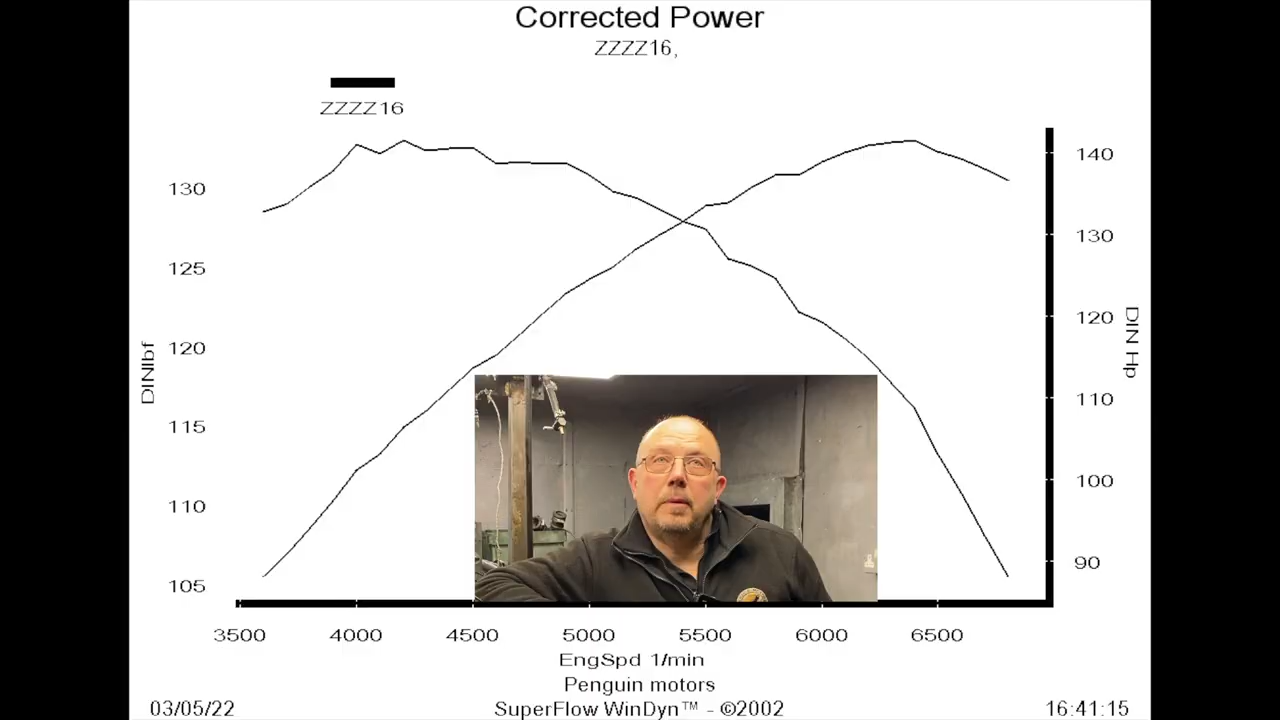 Corrected Power
ZZZZ16,
ZZZZ16
130
125
120
115
110
105
DINlbf
140
130
120
110
100
90
DIN Hp
3500 4000 4500 5000 5500 6000 6500
EngSpd 1/min
Penguin motors
03/05/22 SuperFlow WinDyn™ - ©2002 16:41:15